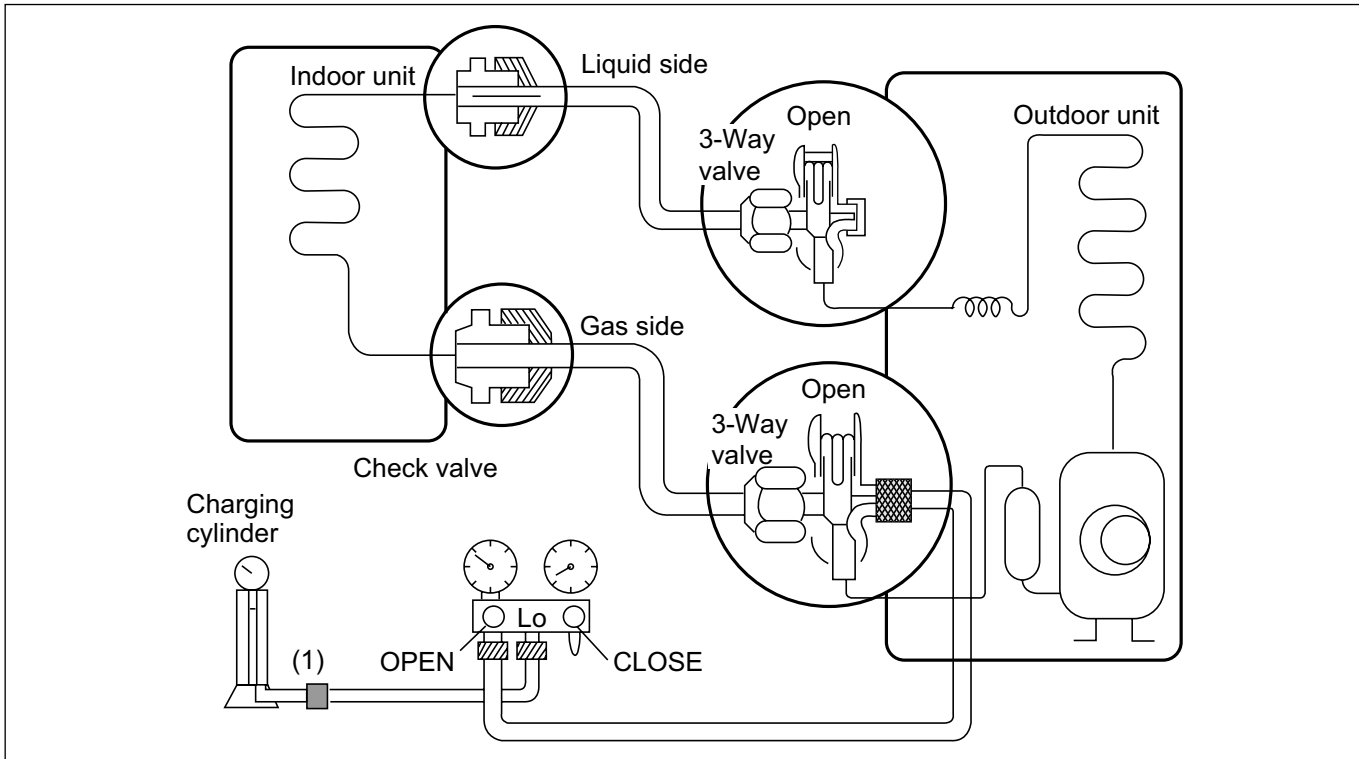 Indoor unit
Liquid side
Open
3-Way
valve
Outdoor unit
Gas side
Open
3-Way
valve
Check valve
Charging
cylinder
Lo
(1)
OPEN
CLOSE